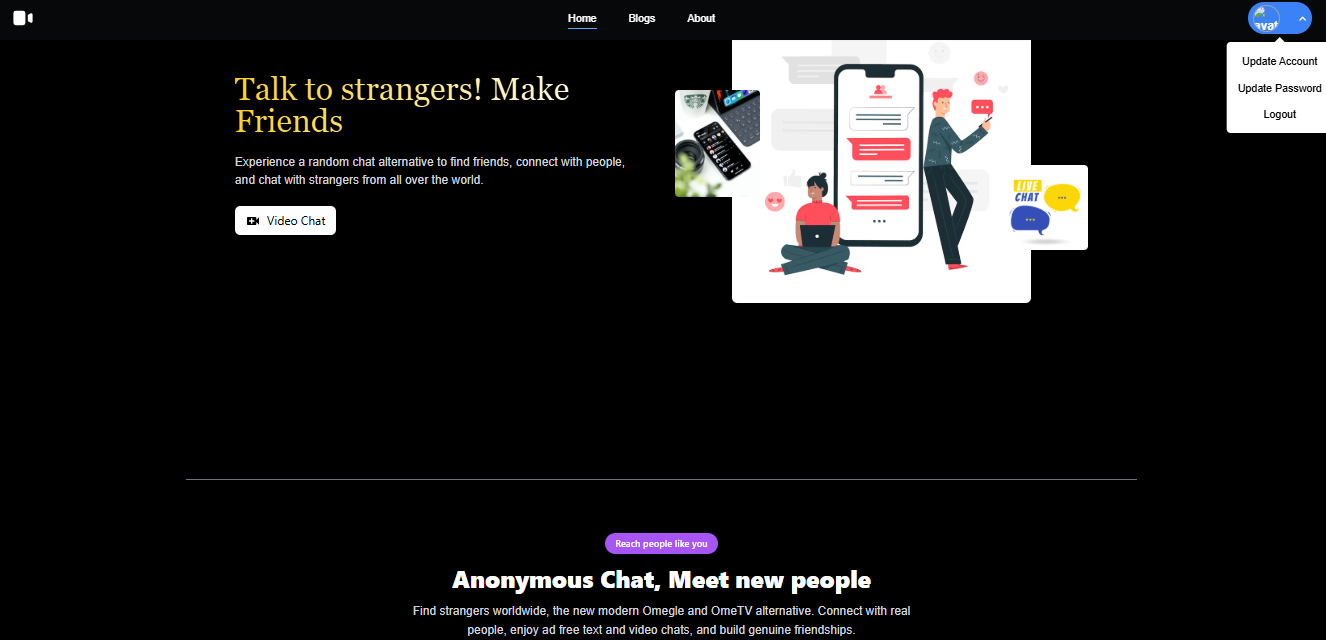 Home
Blogs
About
Update Account
Update Password
Logout
Talk to strangers! Make
Friends
Experience a random chat alternative to find friends, connect with people,
and chat with strangers from all over the world.
Video Chat
LIVE
CHAT
Reach people like you
Anonymous Chat, Meet new people
Find strangers worldwide, the new modern Omegle and OmeTV alternative. Connect with real
people, enjoy ad free text and video chats, and build genuine friendships.